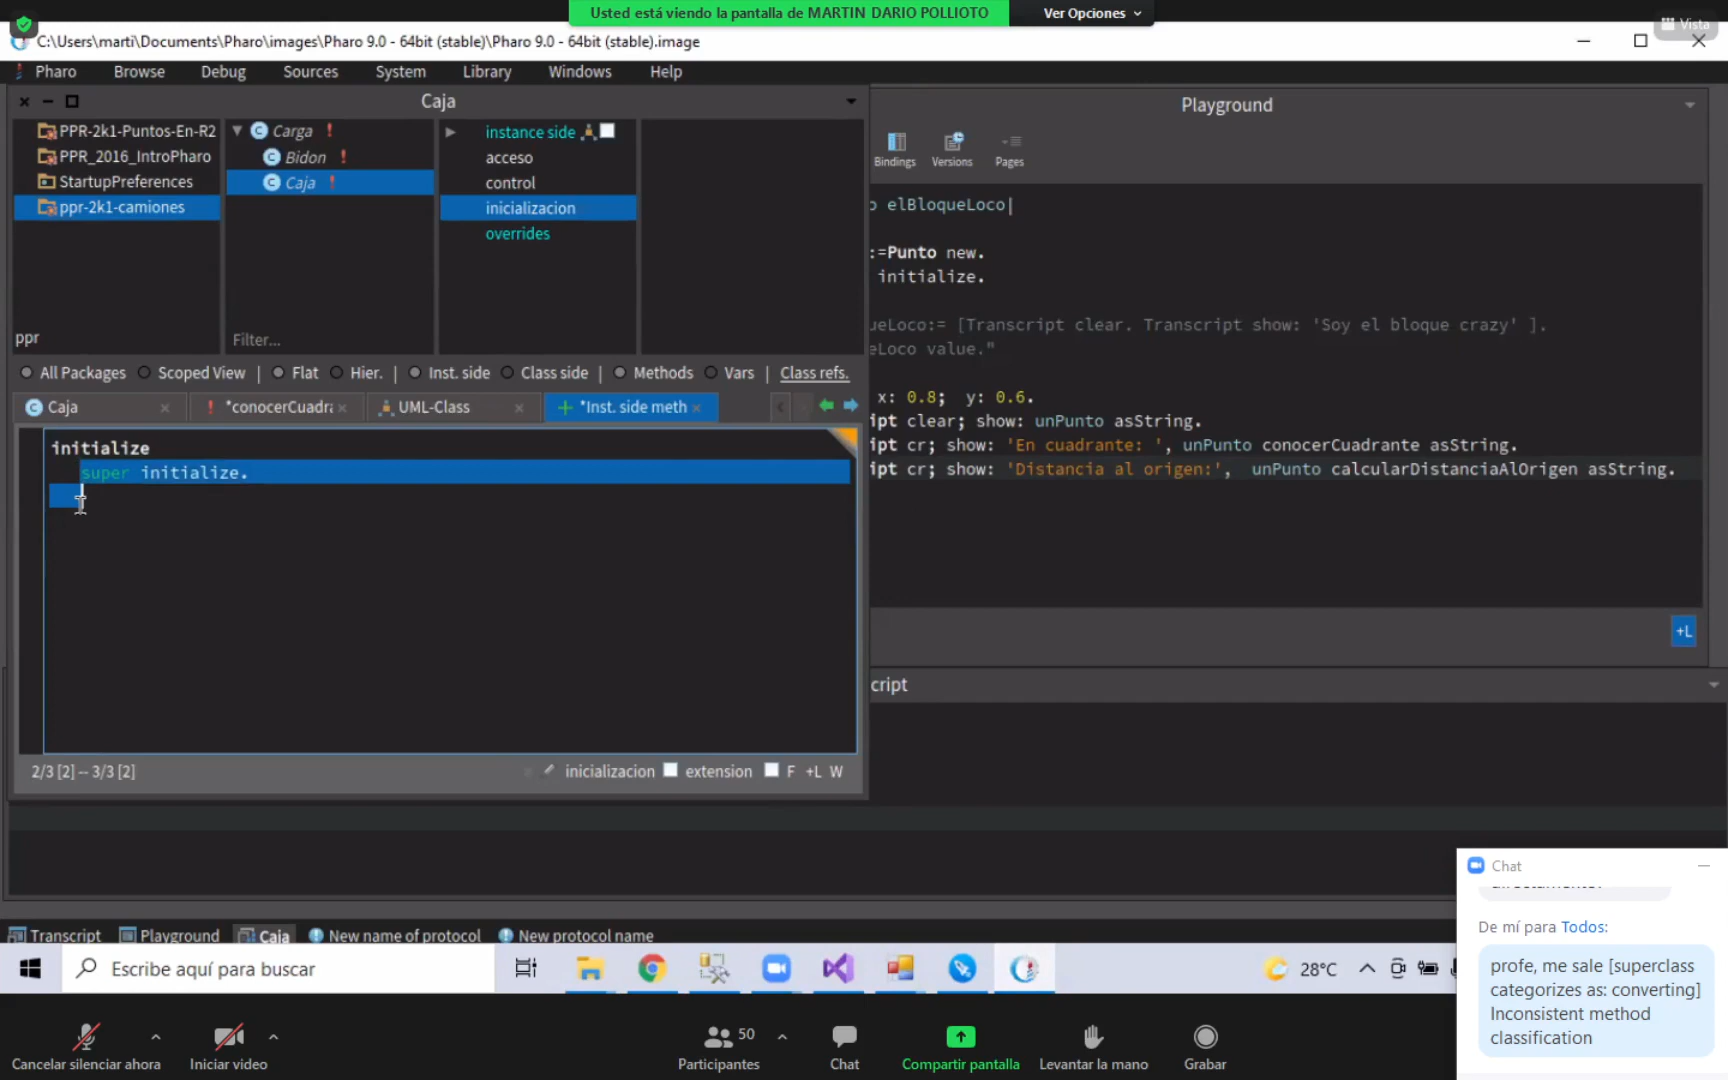 Usted está viendo la pantalla de MARTIN DARIO POLLIOTO
Ver Opciones
Vista
C:\Users\marti\Documents\Pharo\images\Pharo 9.0 - 64bit (stable)\Pharo 9.0 - 64bit (stable).image
Pharo Browse Debug Sources System Library Windows Help
Caja
PPR-2k1-Puntos-En-R2
PPR_2016_IntroPharo
StartupPreferences
ppr-2k1-camiones
ppr
Carga
Bidon
Caja
Filter...
instance side
acceso
control
inicializacion
overrides
All Packages Scoped View | Flat Hier. | Inst. side Class side | Methods Vars | Class refs.
Caja *conocerCuadra UML-Class *Inst. side meth
initialize
super initialize.
2/3 [2] -- 3/3 [2]
inicializacion extension F +L W
Playground
Bindings Versions Pages
o elBloqueLoco|
:=Punto new.
initialize.
ueLoco:= [Transcript clear. Transcript show: 'Soy el bloque crazy' ].
eLoco value."
x: 0.8; y: 0.6.
ipt clear; show: unPunto asString.
ipt cr; show: 'En cuadrante: ', unPunto conocerCuadrante asString.
ipt cr; show: 'Distancia al origen:', unPunto calcularDistanciaAlOrigen asString.
+L
cript
Transcript Playground Caja New name of protocol New protocol name
Escribe aquí para buscar
28°C
Chat
De mí para Todos:
profe, me sale [superclass
categorizes as: converting]
Inconsistent method
classification
Cancelar silenciar ahora
Iniciar video
50
Participantes
Chat
Compartir pantalla
Levantar la mano
Grabar